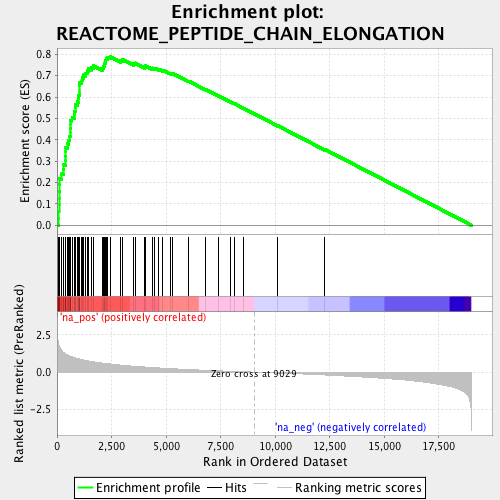 Enrichment plot:
REACTOME_PEPTIDE_CHAIN_ELONGATION
Enrichment score (ES)
0.8
0.7
0.6
0.5
0.4
0.3
0.2
0.1
0.0
'na_pos' (positively correlated)
Ranked list metric (PreRanked)
2.5
0.0
-2.5
Zero cross at 9029
'na_neg' (negatively correlated)
0 2,500 5,000 7,500 10,000 12,500 15,000 17,500
Rank in Ordered Dataset
Enrichment profile Hits Ranking metric scores